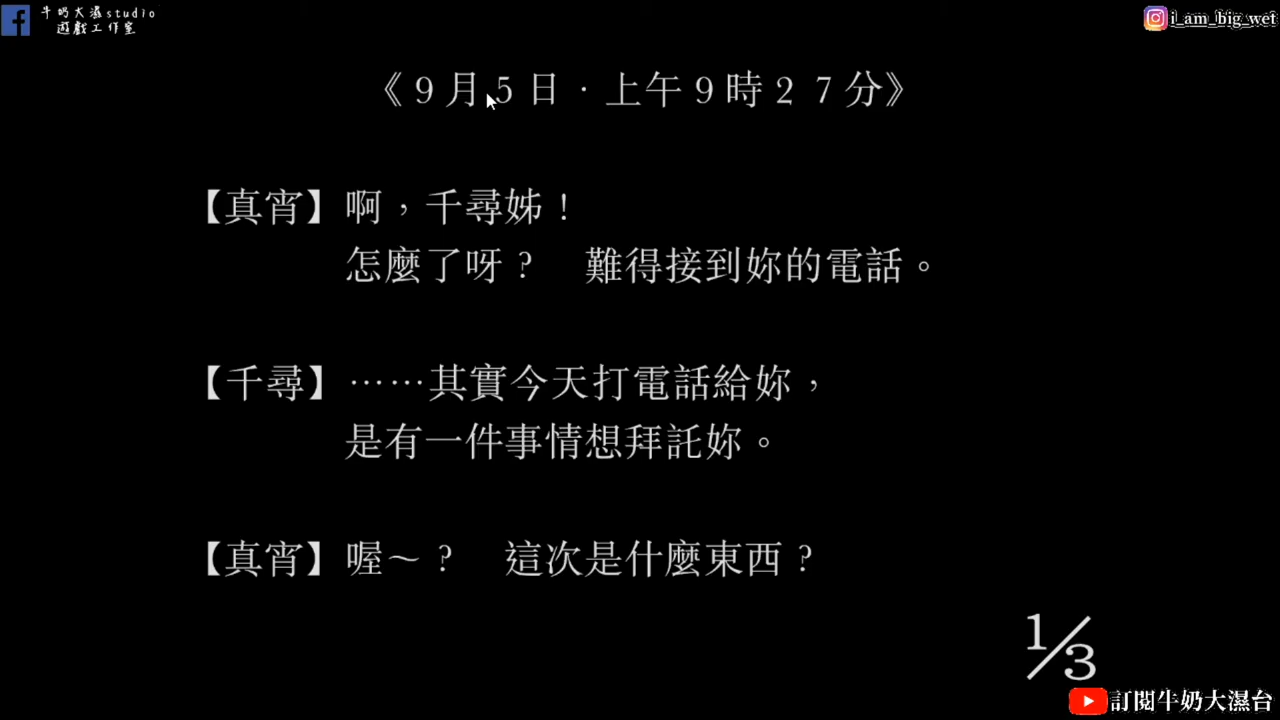 牛奶大濕studio
遊戲工作室
i_am_big_wet
《9月5日·上午9時27分》
【真宵】啊，千尋姊！
怎麼了呀？　難得接到妳的電話。
【千尋】……其實今天打電話給妳，
是有一件事情想拜託妳。
【真宵】喔～？　這次是什麼東西？
1/3
訂閱牛奶大濕台